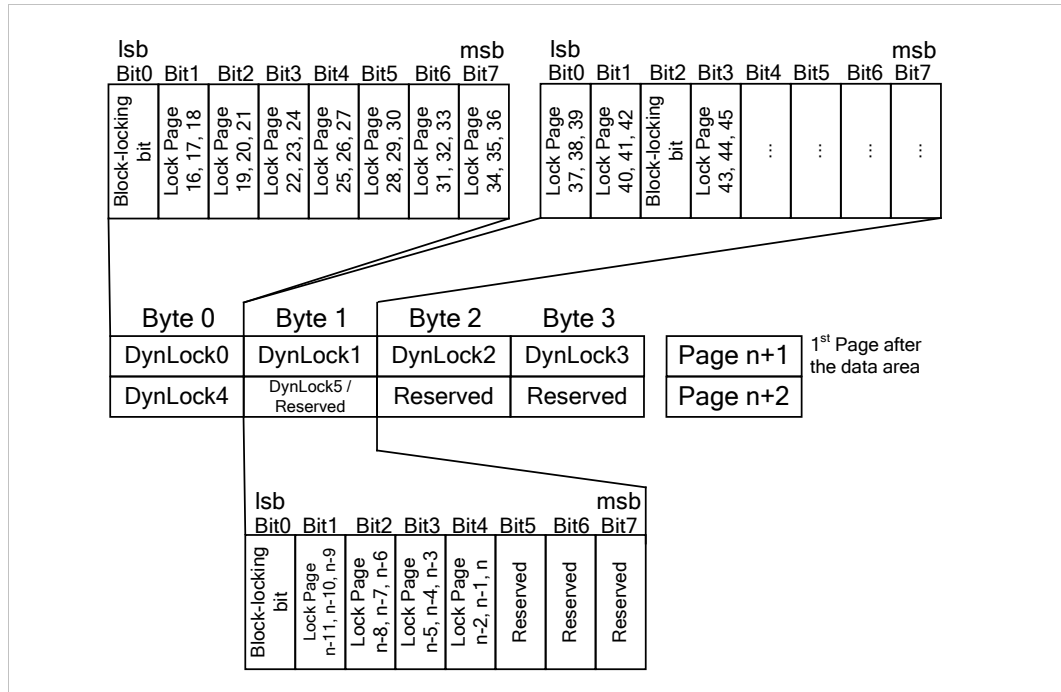 lsb msb
Bit0 Bit1 Bit2 Bit3 Bit4 Bit5 Bit6 Bit7
Block-locking
bit
Lock Page
16, 17, 18
Lock Page
19, 20, 21
Lock Page
22, 23, 24
Lock Page
25, 26, 27
Lock Page
28, 29, 30
Lock Page
31, 32, 33
Lock Page
34, 35, 36
lsb msb
Bit0 Bit1 Bit2 Bit3 Bit4 Bit5 Bit6 Bit7
Lock Page
37, 38, 39
Lock Page
40, 41, 42
Block-locking
bit
Lock Page
43, 44, 45
...
...
...
...
Byte 0 Byte 1 Byte 2 Byte 3
DynLock0 DynLock1 DynLock2 DynLock3 Page n+1
1st Page after
the data area
DynLock4 DynLock5 /
Reserved
Reserved Reserved Page n+2
lsb msb
Bit0 Bit1 Bit2 Bit3 Bit4 Bit5 Bit6 Bit7
Block-locking
bit
Lock Page
n-11, n-10, n-9
Lock Page
n-8, n-7, n-6
Lock Page
n-5, n-4, n-3
Lock Page
n-2, n-1, n
Reserved
Reserved
Reserved